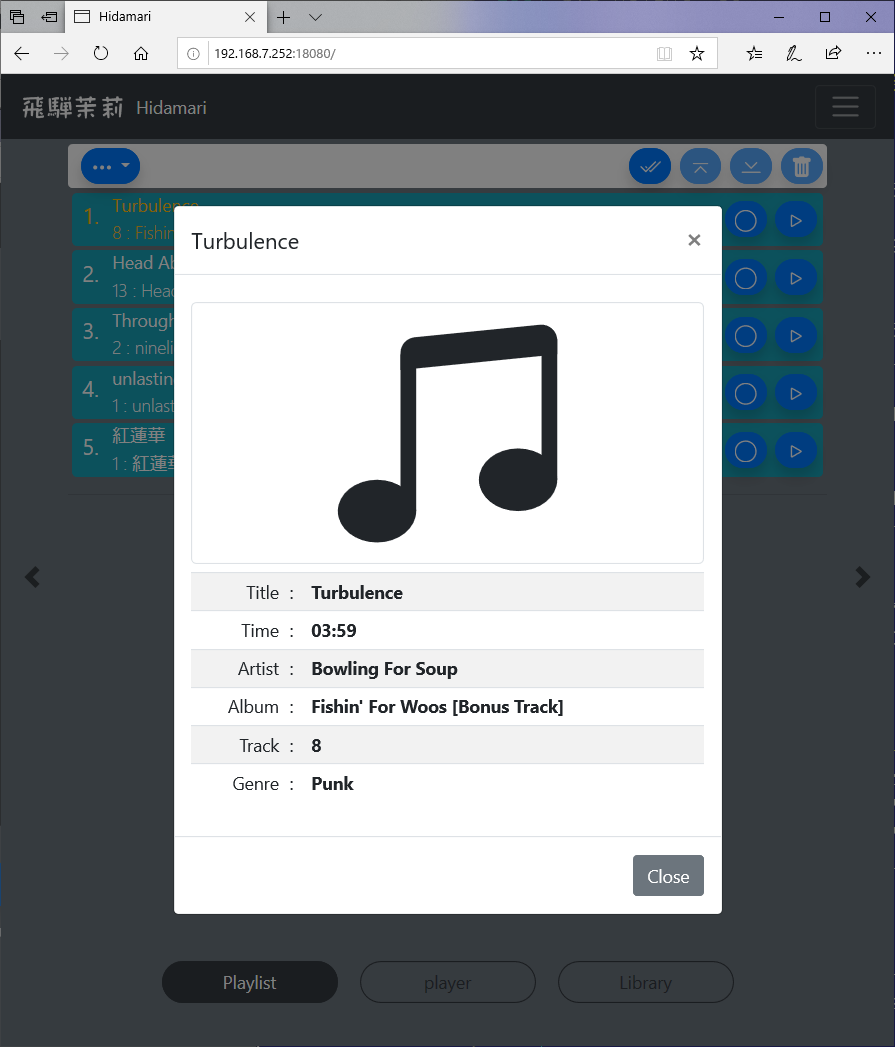 Hidamari
192.168.7.252:18080/
飛騨茉莉 Hidamari
1. Turbulence
8 : Fishin
2. Head
13 : Head
3. Through
2 :
4.
1 : unlast
5. 紅蓮華
1 : 紅蓮華
Turbulence ×
Title : Turbulence
Time : 03:59
Artist : Bowling For Soup
Album : Fishin' For Woos [Bonus Track]
Track : 8
Genre : Punk
Close
Playlist player Library